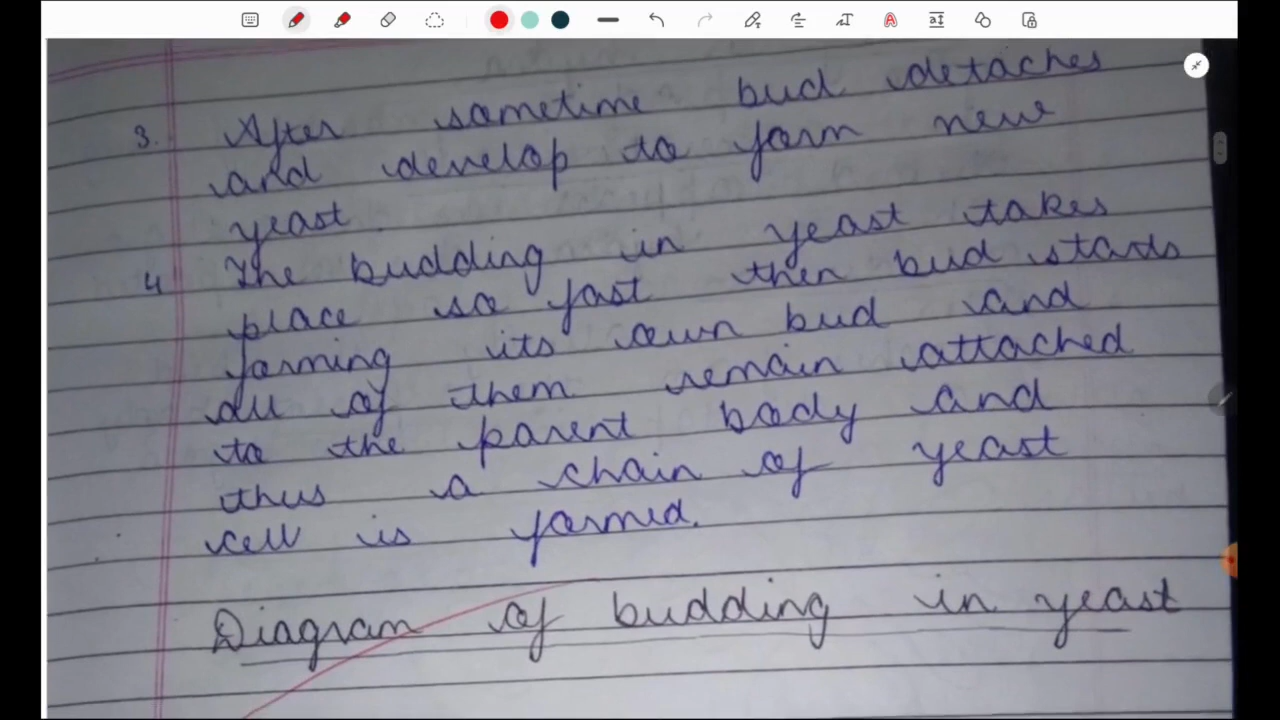 3. After sometime bud detaches
and develop to form new
yeast.
4 The budding in yeast takes
place so fast then bud starts
forming its own bud and
all of them remain attached
to the parent body and
thus a chain of yeast
cell is formed.
Diagram of budding in yeast